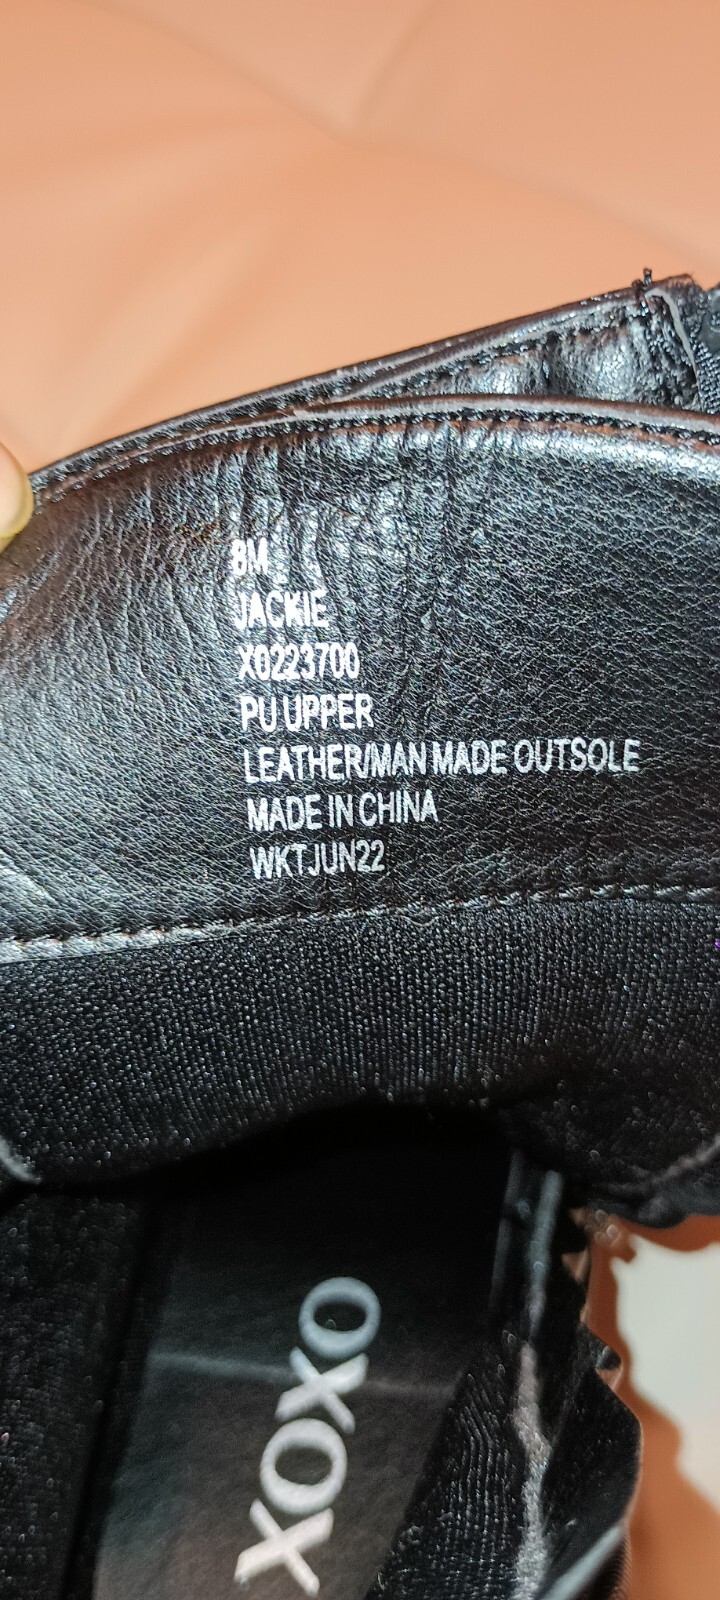 8M
JACKIE
X0223700
PU UPPER
LEATHER/MAN MADE OUTSOLE
MADE IN CHINA
WKTJUN22
XOXO